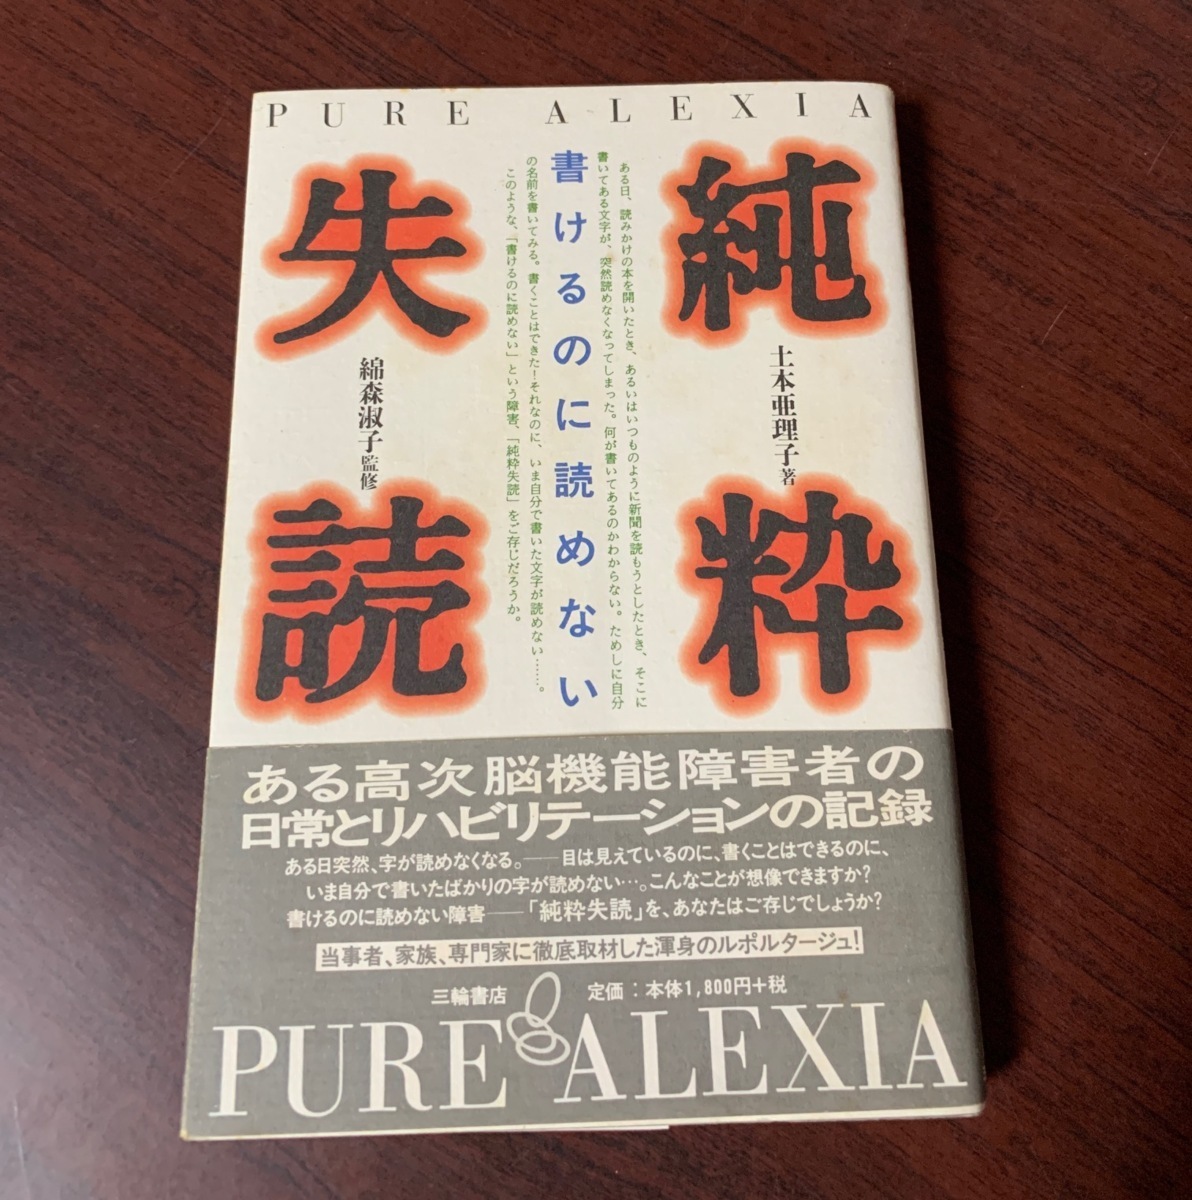 PURE ALEXIA
純粋
失読
土本亜理子著
ある日、読みかけの本を開いたとき、あるいはいつものように新聞を読もうとしたとき、そこに
書いてある文字が、突然読めなくなってしまった。何が書いてあるのかわからない。ためしに自分
書けるのに読めない
の名前を書いてみる。書くことはできた!それなのに、いま自分で書いた文字が読めない……。
このような、「書けるのに読めない」という障害、「純粋失読」をご存じだろうか。
綿森淑子監修
ある高次脳機能障害者の
日常とリハビリテーションの記録
ある日突然、字が読めなくなる。――目は見えているのに、書くことはできるのに、
いま自分で書いたばかりの字が読めない…。こんなことが想像できますか?
書けるのに読めない障害――「純粋失読」を、あなたはご存じでしょうか?
当事者、家族、専門家に徹底取材した渾身のルポルタージュ!
三輪書店 定価:本体1,800円+税
PURE ALEXIA